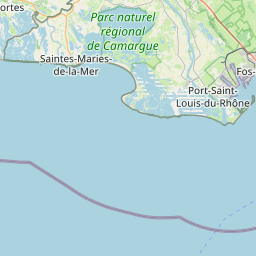 ortes
Parc naturel
régional
de Camargue
Saintes-Maries-
de-la-Mer
Fos-
Port-Saint-
Louis-du-Rhône